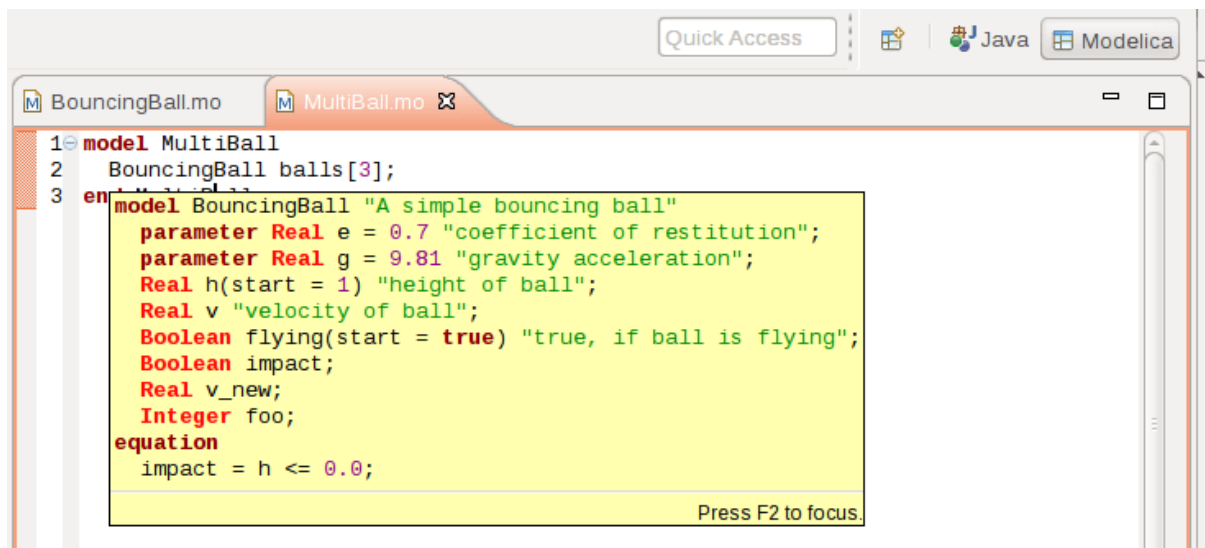 Quick Access Java Modelica
BouncingBall.mo MultiBall.mo
1 model MultiBall
2 BouncingBall balls[3];
3 en
model BouncingBall "A simple bouncing ball"
parameter Real e = 0.7 "coefficient of restitution";
parameter Real g = 9.81 "gravity acceleration";
Real h(start = 1) "height of ball";
Real v "velocity of ball";
Boolean flying(start = true) "true, if ball is flying";
Boolean impact;
Real v_new;
Integer foo;
equation
impact = h <= 0.0;
Press F2 to focus.